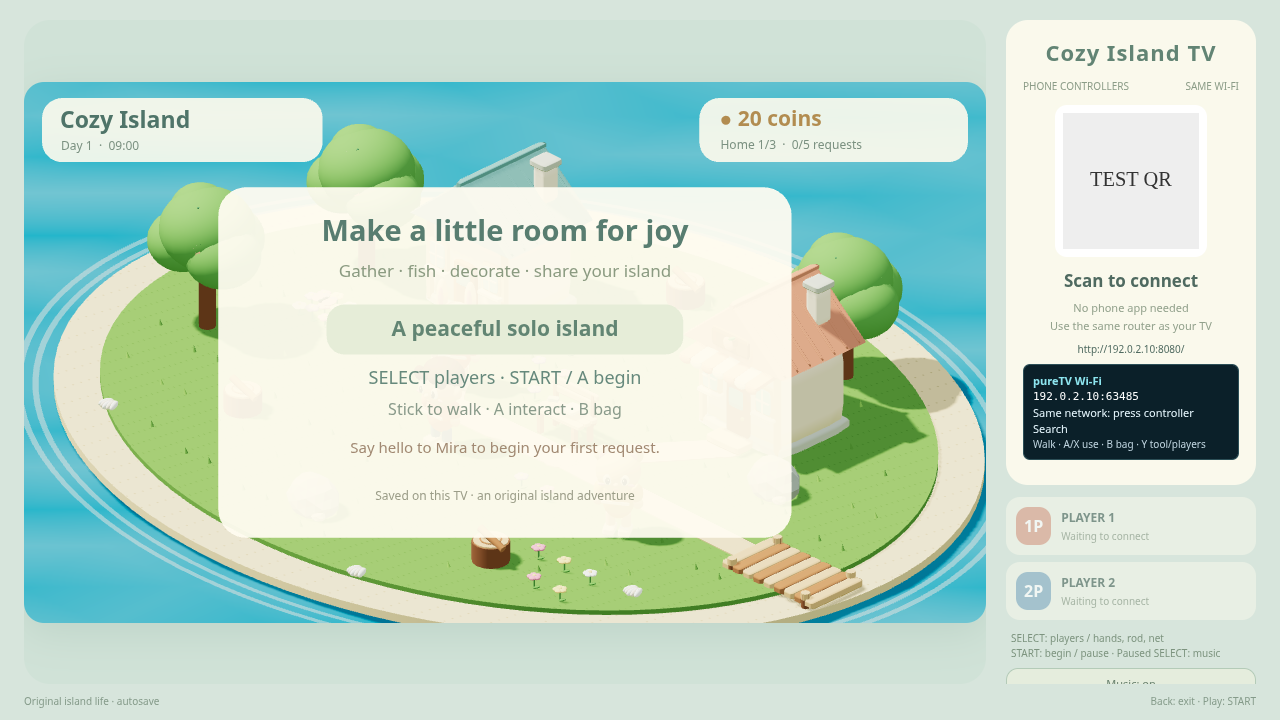 Cozy Island
Day 1 · 09:00
● 20 coins
Home 1/3 · 0/5 requests
Make a little room for joy
Gather · fish · decorate · share your island
A peaceful solo island
SELECT players · START / A begin
Stick to walk · A interact · B bag
Say hello to Mira to begin your first request.
Saved on this TV · an original island adventure
Cozy Island TV
PHONE CONTROLLERS
SAME WI-FI
TEST QR
Scan to connect
No phone app needed
Use the same router as your TV
http://192.0.2.10:8080/
pureTV Wi-Fi
192.0.2.10:63485
Same network: press controller
Search
Walk · A/X use · B bag · Y tool/players
1P
PLAYER 1
Waiting to connect
2P
PLAYER 2
Waiting to connect
SELECT: players / hands, rod, net
START: begin / pause · Paused SELECT: music
Music: on
Original island life · autosave
Back: exit · Play: START